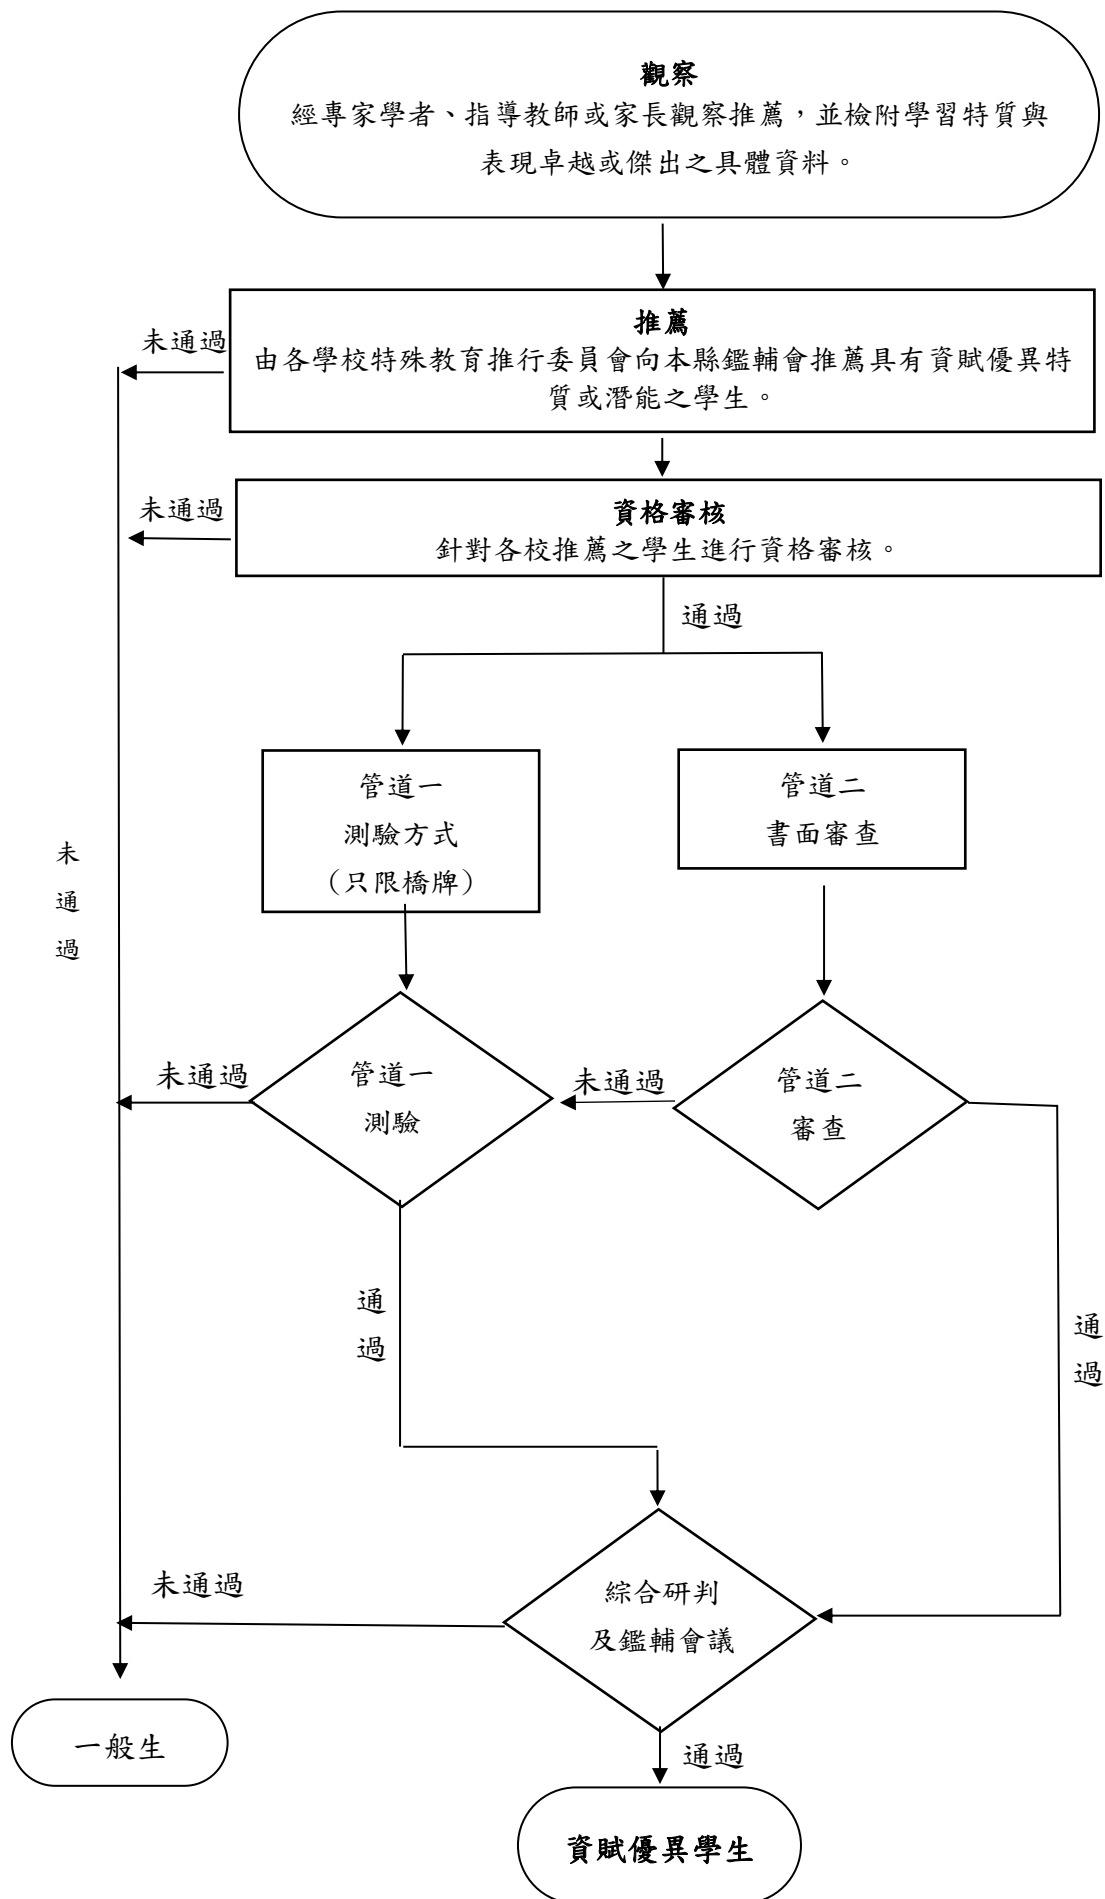 觀察
經專家學者、指導教師或家長觀察推薦，並檢附學習特質與
表現卓越或傑出之具體資料。
推薦
由各學校特殊教育推行委員會向本縣鑑輔會推薦具有資賦優異特
質或潛能之學生。
未通過
資格審核
針對各校推薦之學生進行資格審核。
未通過
通過
管道一
測驗方式
（只限橋牌）
管道二
書面審查
未
通
過
管道一
測驗
未通過
未通過
管道二
審查
通
過
通
過
綜合研判
及鑑輔會議
未通過
一般生
通過
資賦優異學生